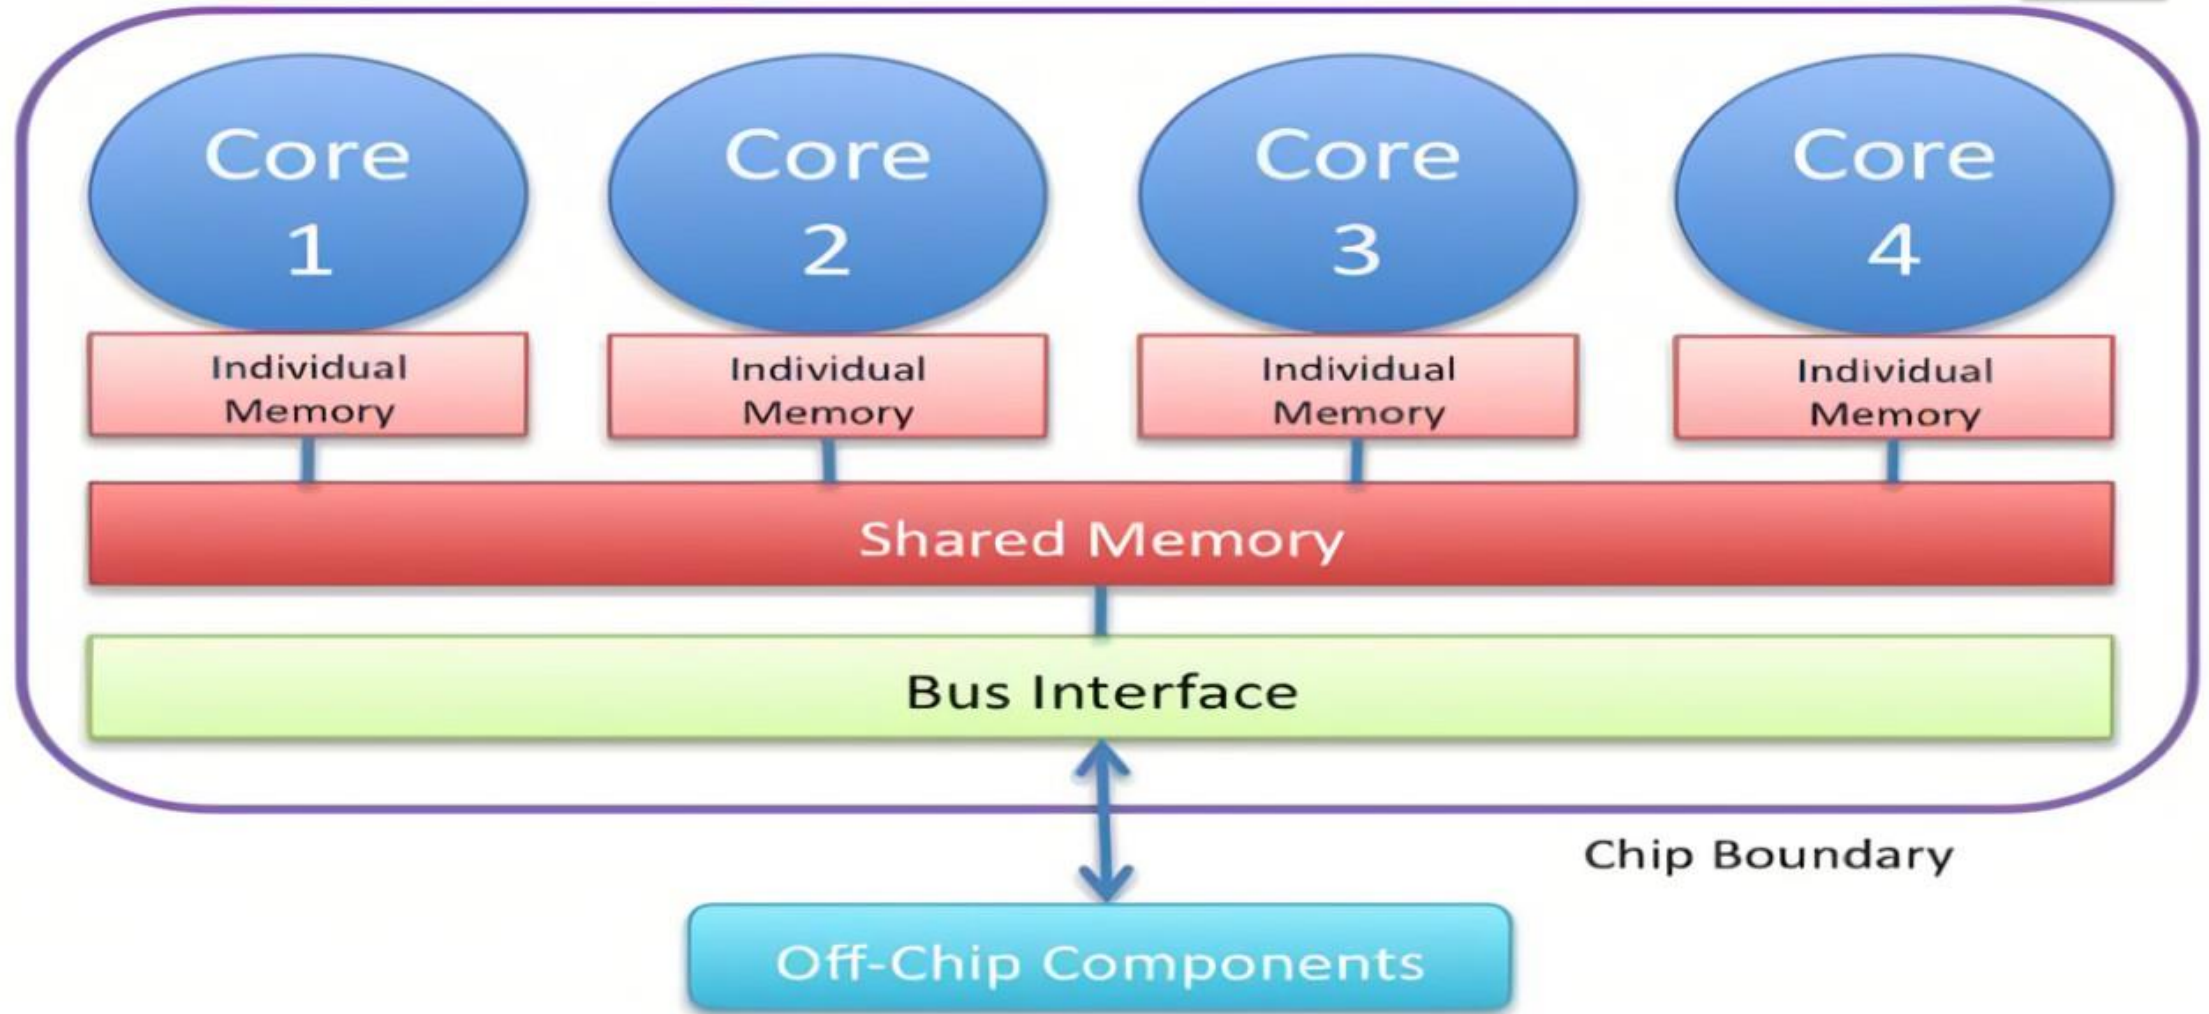 Core
1
Core
2
Core
3
Core
4
Individual
Memory
Individual
Memory
Individual
Memory
Individual
Memory
Shared Memory
Bus Interface
Chip Boundary
Off-Chip Components